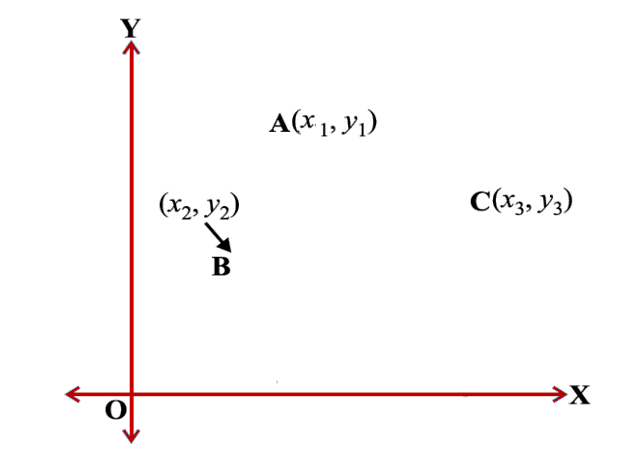 Y
A(x₁, y₁)
(x₂, y₂)
C(x₃, y₃)
B
X
O